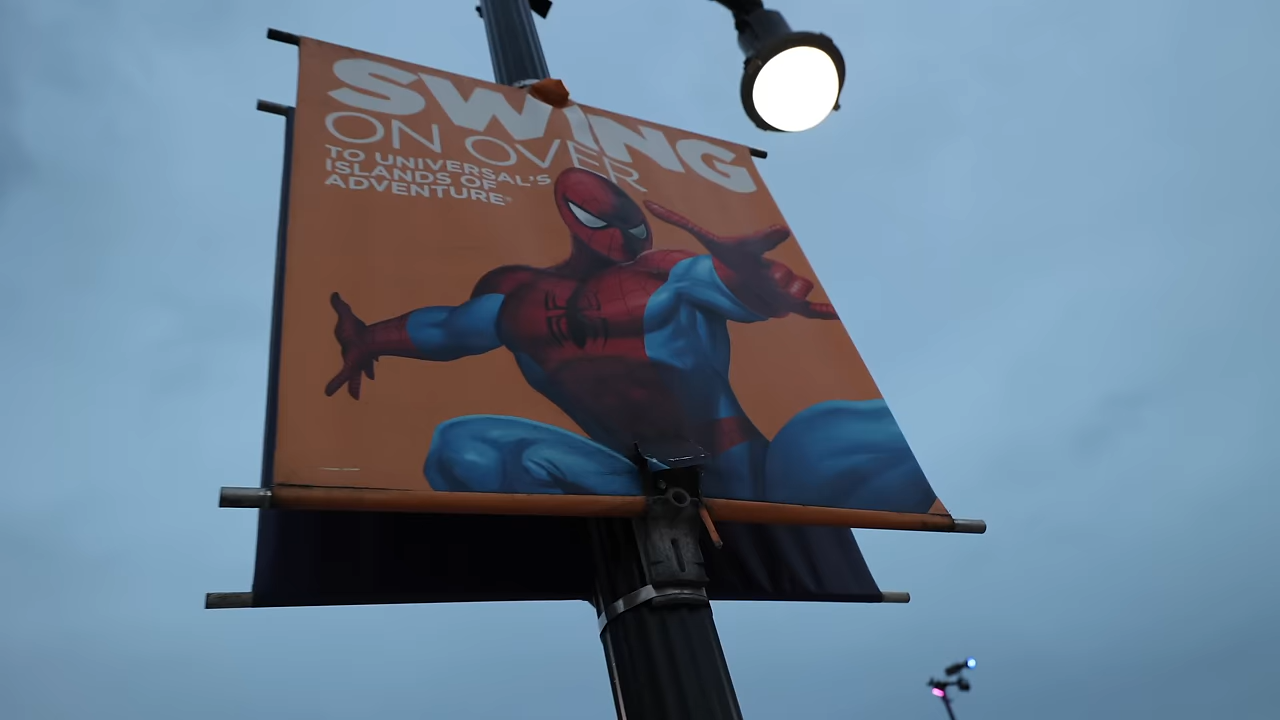 SWING
ON OVER
TO UNIVERSAL'S
ISLANDS OF
ADVENTURE®